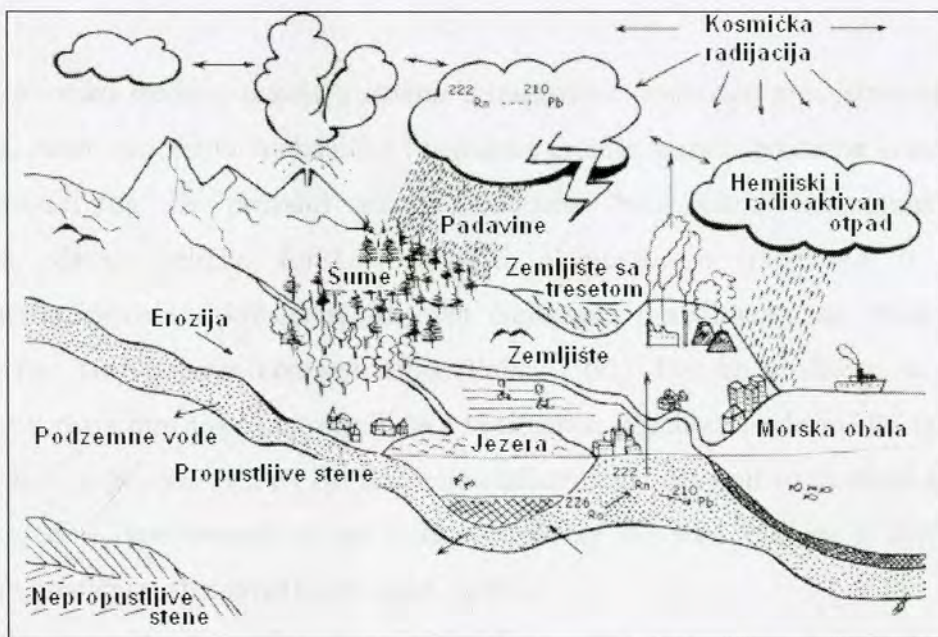 Kosmička
radijacija
222
Rn
210
Pb
Hemijski i
radioaktivan
otpad
Padavine
Šume
Zemljište sa
tresetom
Erozija
Zemljište
Podzemne vode
Jezera
Morska obala
Propustljive stene
222
Rn
226
Ra
210
Pb
Nepropustljive
stene